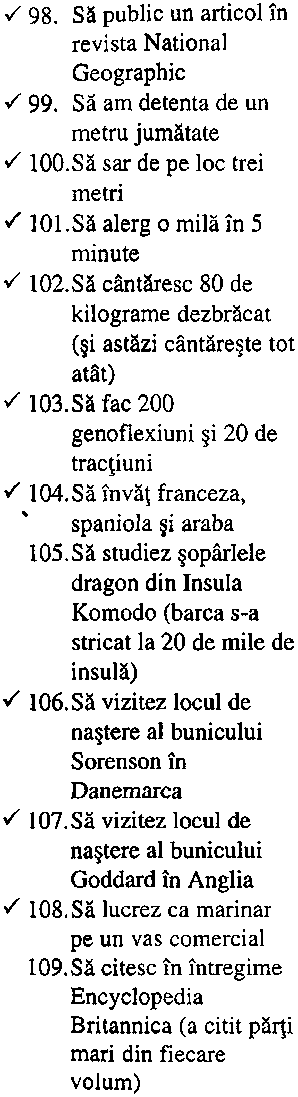 ✓ 98. Să public un articol în
revista National
Geographic
✓ 99. Să am detenta de un
metru jumătate
✓ 100.Să sar de pe loc trei
metri
✓ 101.Să alerg o milă în 5
minute
✓ 102.Să cântăresc 80 de
kilograme dezbrăcat
(şi astăzi cântăreşte tot
atât)
✓ 103.Să fac 200
genoflexiuni şi 20 de
tracţiuni
✓ 104.Să învăţ franceza,
spaniola şi araba
105.Să studiez şopârlele
dragon din Insula
Komodo (barca s-a
stricat la 20 de mile de
insulă)
✓ 106.Să vizitez locul de
naştere al bunicului
Sorenson în
Danemarca
✓ 107.Să vizitez locul de
naştere al bunicului
Goddard în Anglia
✓ 108.Să lucrez ca marinar
pe un vas comercial
109.Să citesc în întregime
Encyclopedia
Britannica (a citit părţi
mari din fiecare
volum)